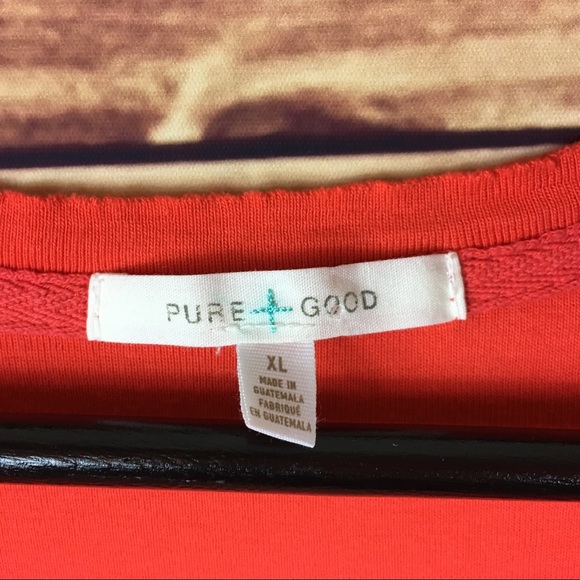 PURE + GOOD
XL
MADE IN
GUATEMALA
FABRIQUÉ
EN GUATEMALA